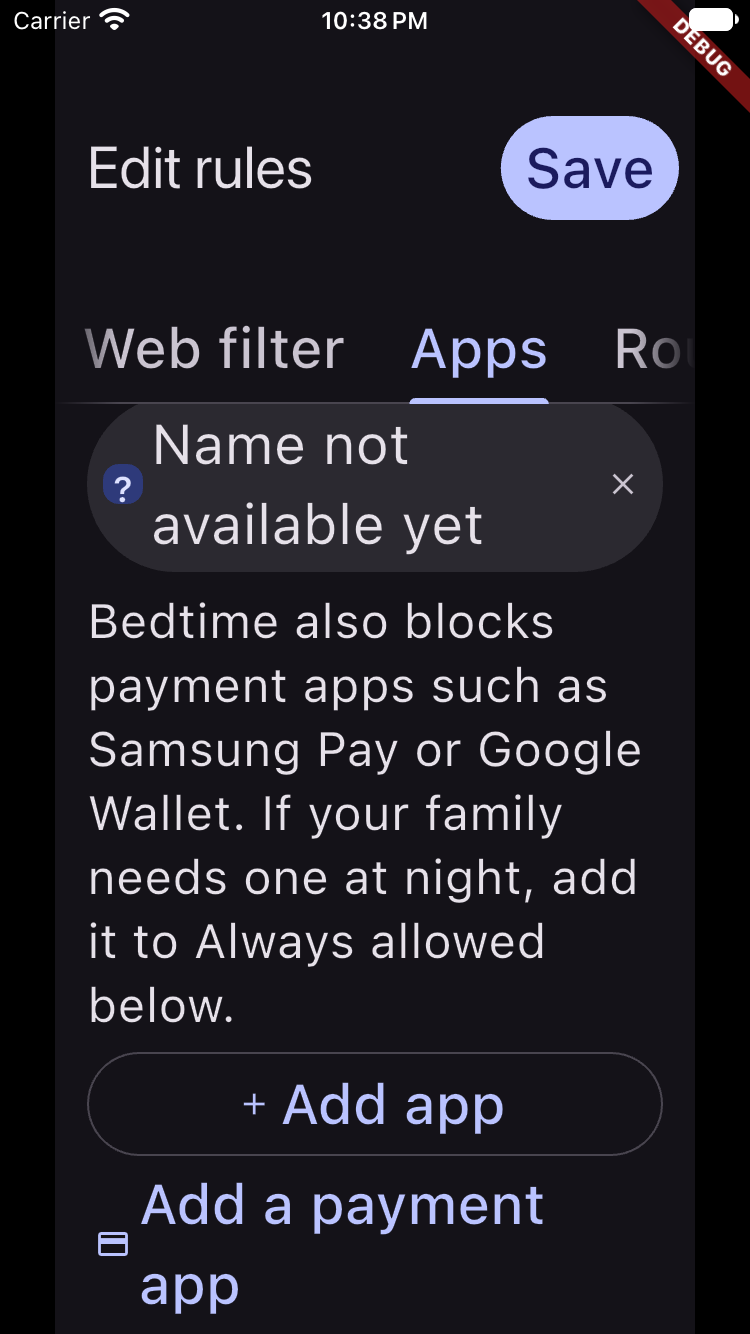 Carrier 10:38 PM
DEBUG
Edit rules Save
Web filter Apps Rou
? Name not
available yet
Bedtime also blocks
payment apps such as
Samsung Pay or Google
Wallet. If your family
needs one at night, add
it to Always allowed
below.
+ Add app
Add a payment
app